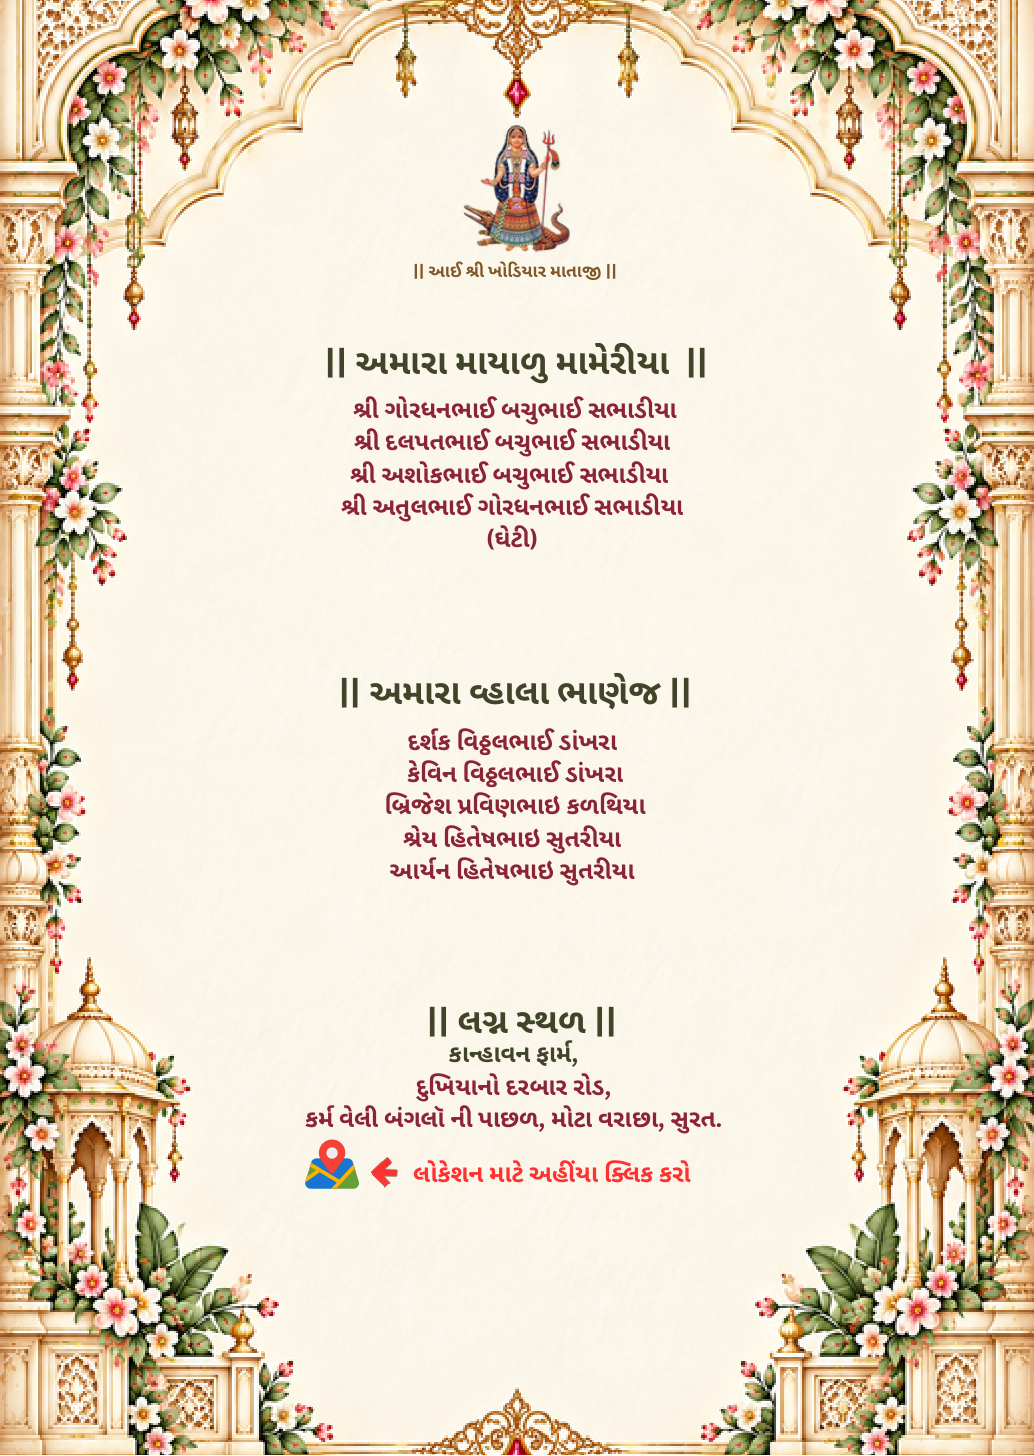 || આઈ શ્રી ખોડિયાર માતાજી ||
|| અમારા માયાળુ મામેરીયા ||
શ્રી ગોરધનભાઈ બચુભાઈ સભાડીયા
શ્રી દલપતભાઈ બચુભાઈ સભાડીયા
શ્રી અશોકભાઈ બચુભાઈ સભાડીયા
શ્રી અતુલભાઈ ગોરધનભાઈ સભાડીયા
(ઘેટી)
|| અમારા વ્હાલા ભાણેજ ||
દર્શક વિઠ્ઠલભાઈ ડાંખરા
કેવિન વિઠ્ઠલભાઈ ડાંખરા
બ્રિજેશ પ્રવિણભાઇ કળથિયા
શ્રેય હિતેષભાઇ સુતરીયા
આર્યન હિતેષભાઇ સુતરીયા
|| લગ્ન સ્થળ ||
કાન્હાવન ફાર્મ,
દુખિયાનો દરબાર રોડ,
કર્મ વેલી બંગલૉ ની પાછળ, મોટા વરાછા, સુરત.
લોકેશન માટે અહીંયા ક્લિક કરો